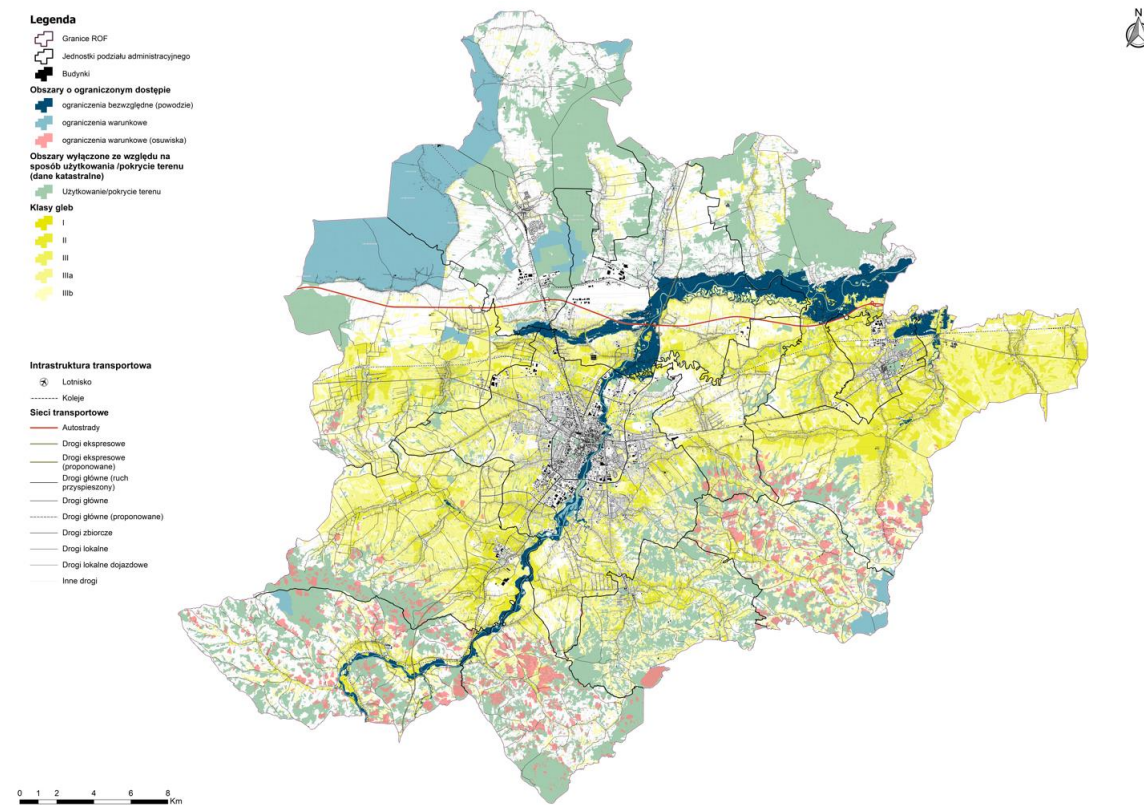 Legenda
Granice ROF
Jednostki podziału administracyjnego
Budynki
Obszary o ograniczonym dostępie
ograniczenia bezwzględne (powodzie)
ograniczenia warunkowe
ograniczenia warunkowe (osuwiska)
Obszary wyłączone ze względu na
sposób użytkowania /pokrycie terenu
(dane katastralne)
Użytkowanie/pokrycie terenu
Klasy gleb
I
II
III
IIIa
IIIb
Intrastruktura transportowa
Lotnisko
Koleje
Sieci transportowe
Autostrady
Drogi ekspresowe
Drogi ekspresowe
(proponowane)
Drogi główne (ruch
przyspieszony)
Drogi główne
Drogi główne (proponowane)
Drogi zbiorcze
Drogi lokalne
Drogi lokalne dojazdowe
Inne drogi
0 1 2 4 6 8
Km
N